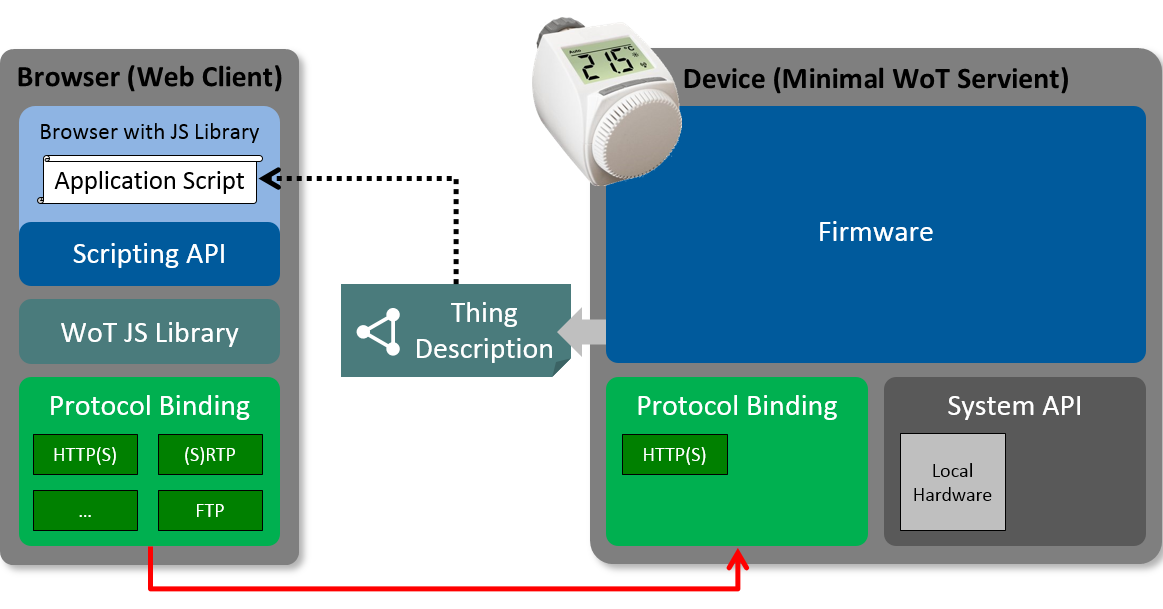 Browser (Web Client)
Browser with JS Library
Application Script
Scripting API
WoT JS Library
Protocol Binding
HTTP(S)
(S)RTP
...
FTP
Thing
Description
Auto
21.5 °C
Device (Minimal WoT Servient)
Firmware
Protocol Binding
HTTP(S)
System API
Local
Hardware